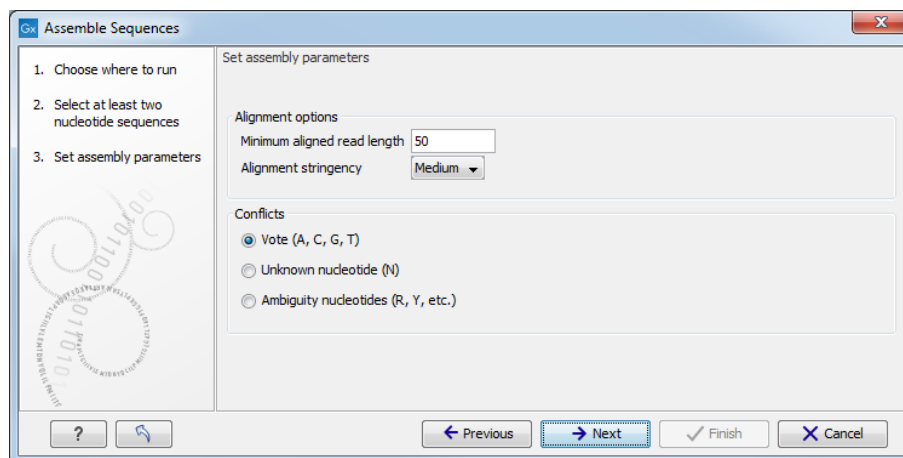 Gx Assemble Sequences
Set assembly parameters
1. Choose where to run
2. Select at least two
nucleotide sequences
3. Set assembly parameters
Alignment options
Minimum aligned read length 50
Alignment stringency Medium
Conflicts
Vote (A, C, G, T)
Unknown nucleotide (N)
Ambiguity nucleotides (R, Y, etc.)
? Previous Next Finish Cancel